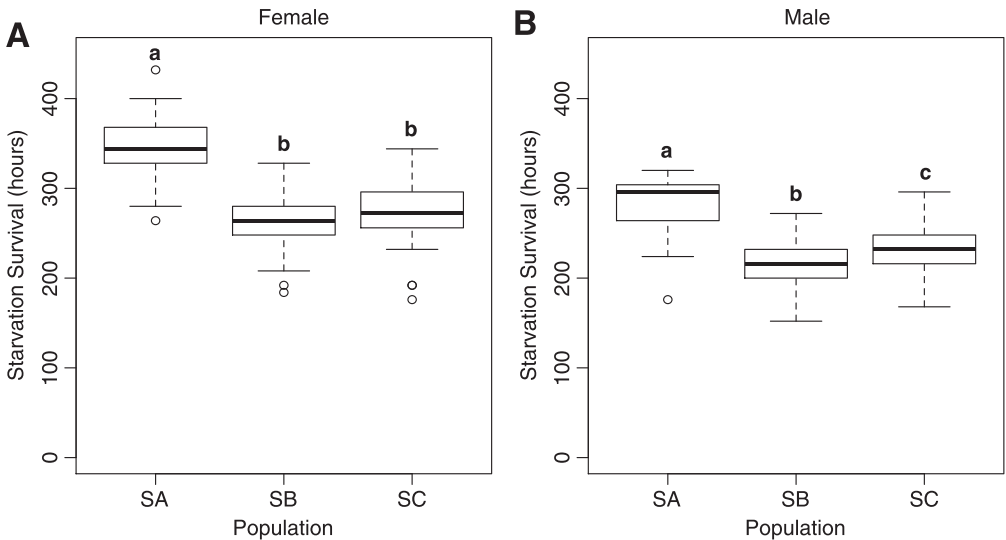 A
Female
Starvation Survival (hours)
400
300
200
100
0
a
b
b
SA
SB
SC
Population
B
Male
Starvation Survival (hours)
400
300
200
100
0
a
b
c
SA
SB
SC
Population